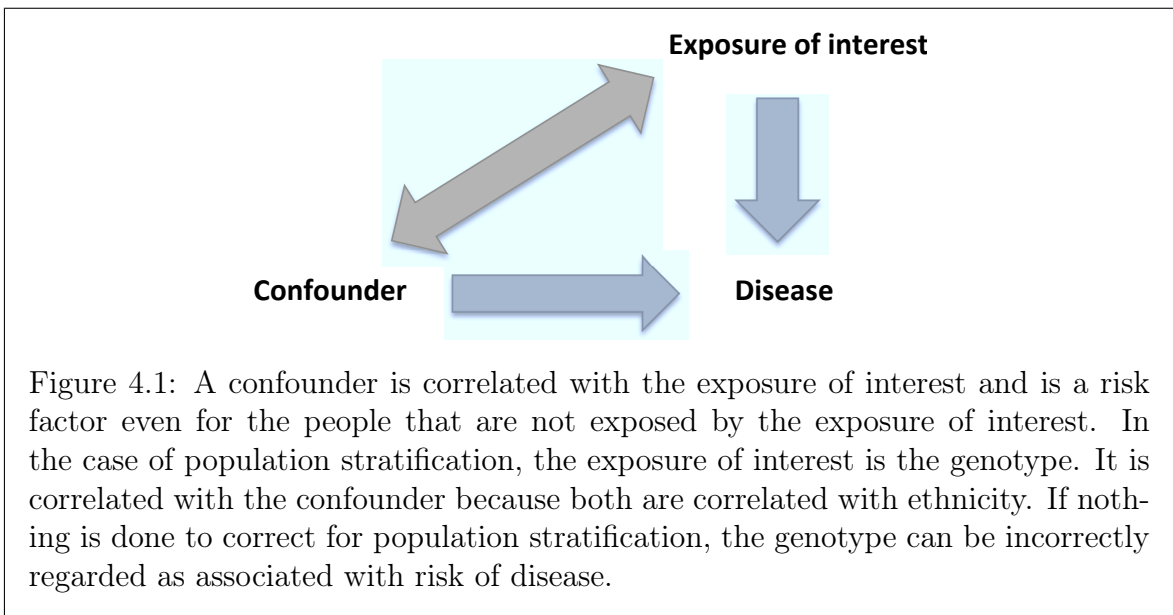 Exposure of interest
Confounder
Disease
Figure 4.1: A confounder is correlated with the exposure of interest and is a risk
factor even for the people that are not exposed by the exposure of interest. In
the case of population stratification, the exposure of interest is the genotype. It is
correlated with the confounder because both are correlated with ethnicity. If noth-
ing is done to correct for population stratification, the genotype can be incorrectly
regarded as associated with risk of disease.